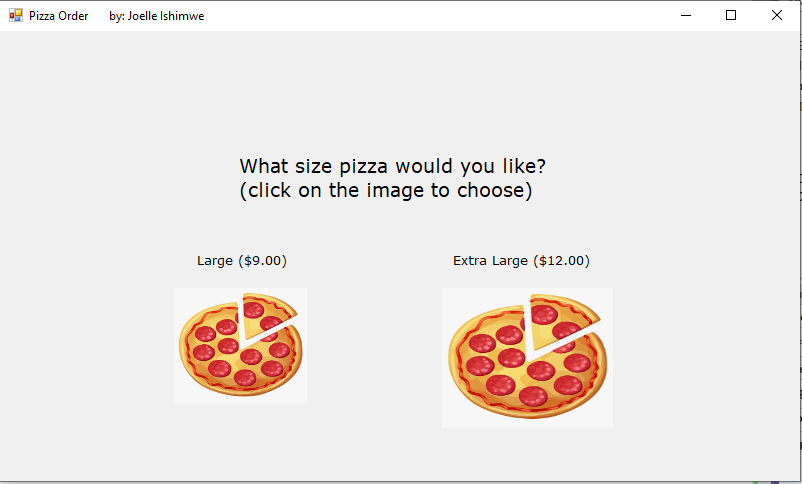 Pizza Order by: Joelle Ishimwe
What size pizza would you like?
(click on the image to choose)
Large ($9.00)
Extra Large ($12.00)